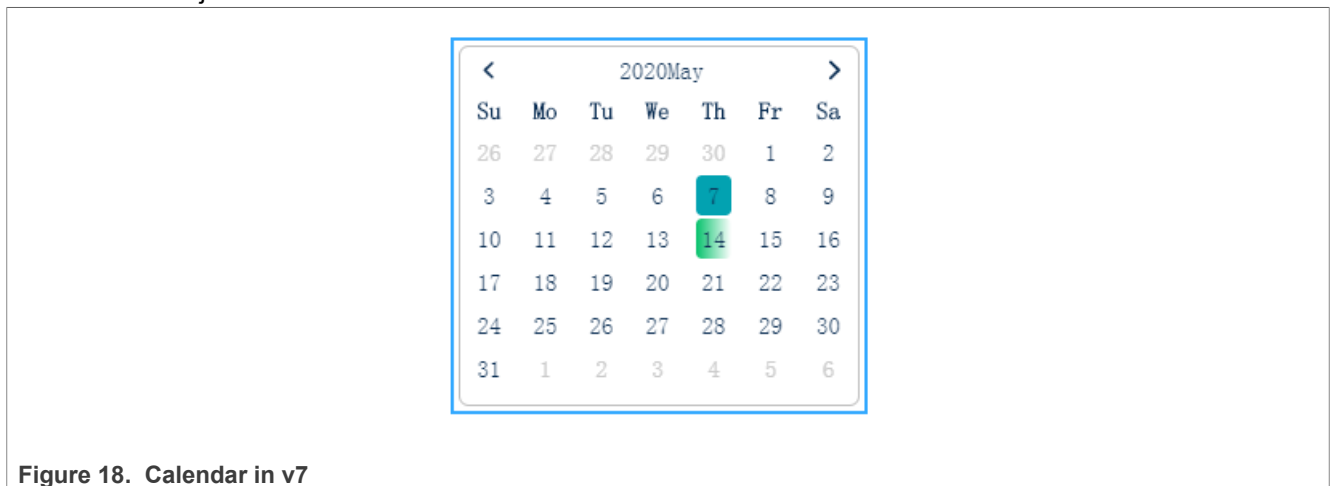 < 2020May >
Su Mo Tu We Th Fr Sa
26 27 28 29 30 1 2
3 4 5 6 7 8 9
10 11 12 13 14 15 16
17 18 19 20 21 22 23
24 25 26 27 28 29 30
31 1 2 3 4 5 6
Figure 18. Calendar in v7